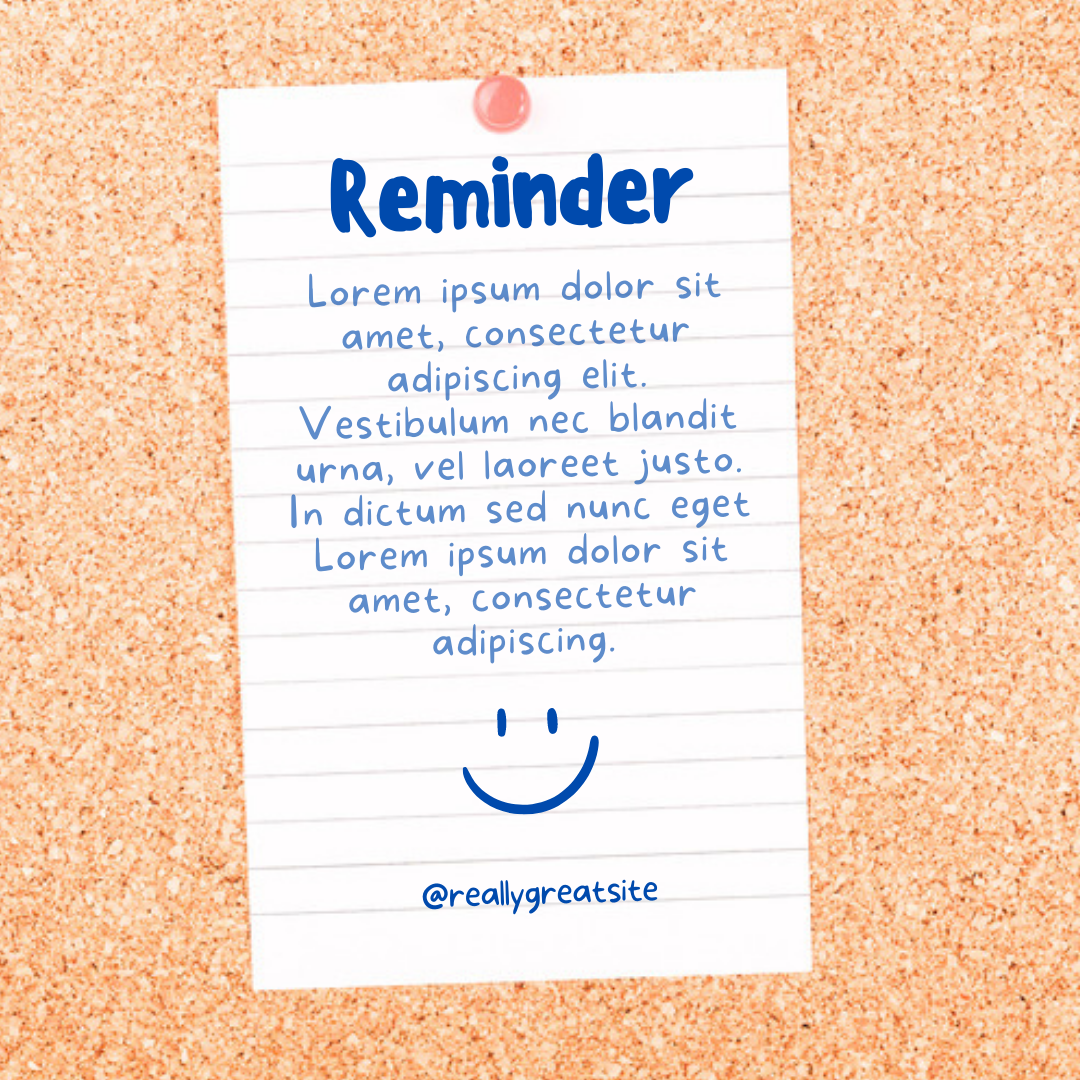 Reminder
Lorem ipsum dolor sit
amet, consectetur
adipiscing elit.
Vestibulum nec blandit
urna, vel laoreet justo.
In dictum sed nunc eget
Lorem ipsum dolor sit
amet, consectetur
adipiscing.
@reallygreatsite